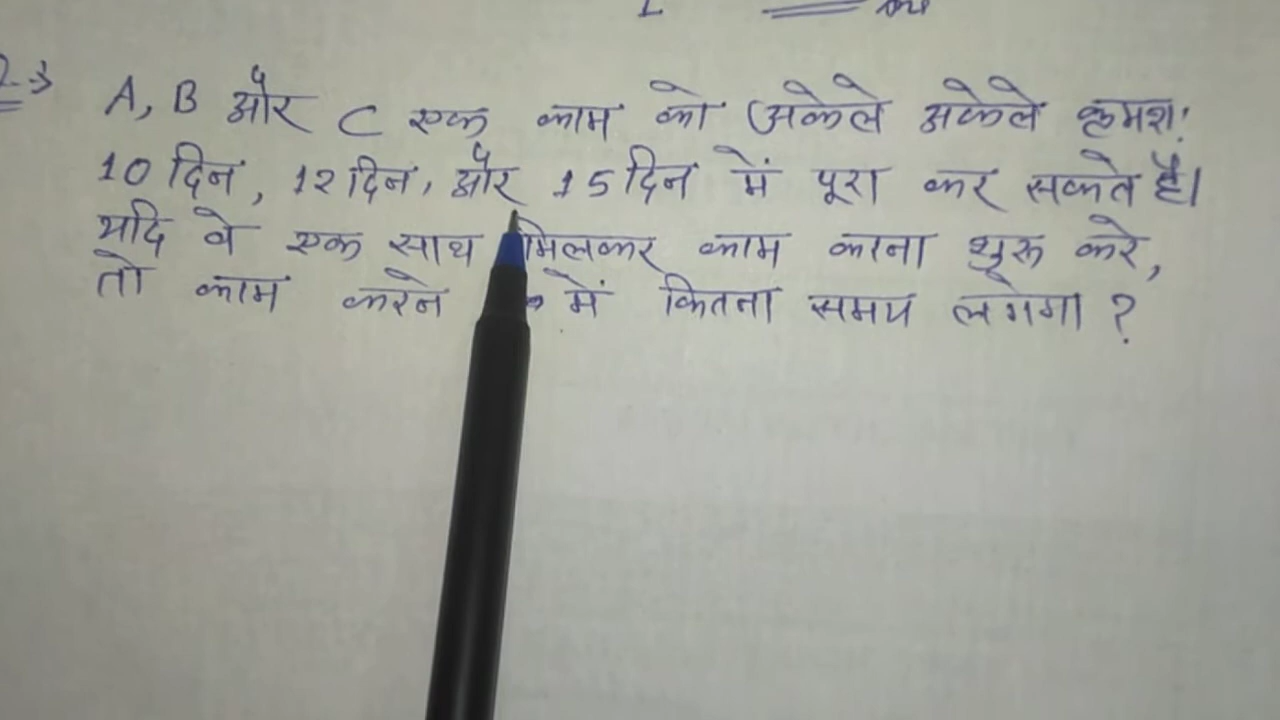 A, B और C एक काम को अकेले अकेले क्रमश:
10 दिन, 12 दिन, और 15 दिन में पूरा कर सकते हैं।
यदि वे एक साथ मिलकर काम काना शुरू करे,
तो काम करने में कितना समय लगेगा ?